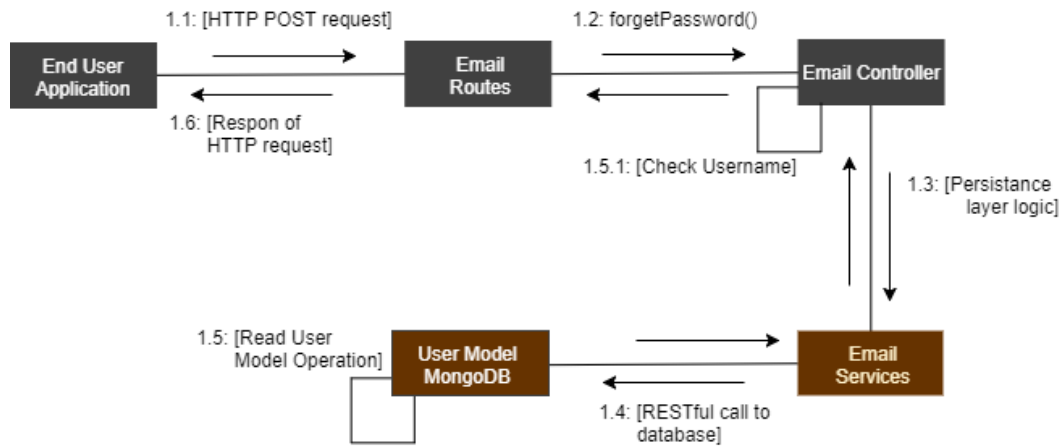 1.1: [HTTP POST request]
1.2: forgetPassword()
End User
Application
Email
Routes
Email Controller
1.6: [Respon of
HTTP request]
1.5.1: [Check Username]
1.3: [Persistance
layer logic]
1.5: [Read User
Model Operation]
User Model
MongoDB
Email
Services
1.4: [RESTful call to
database]